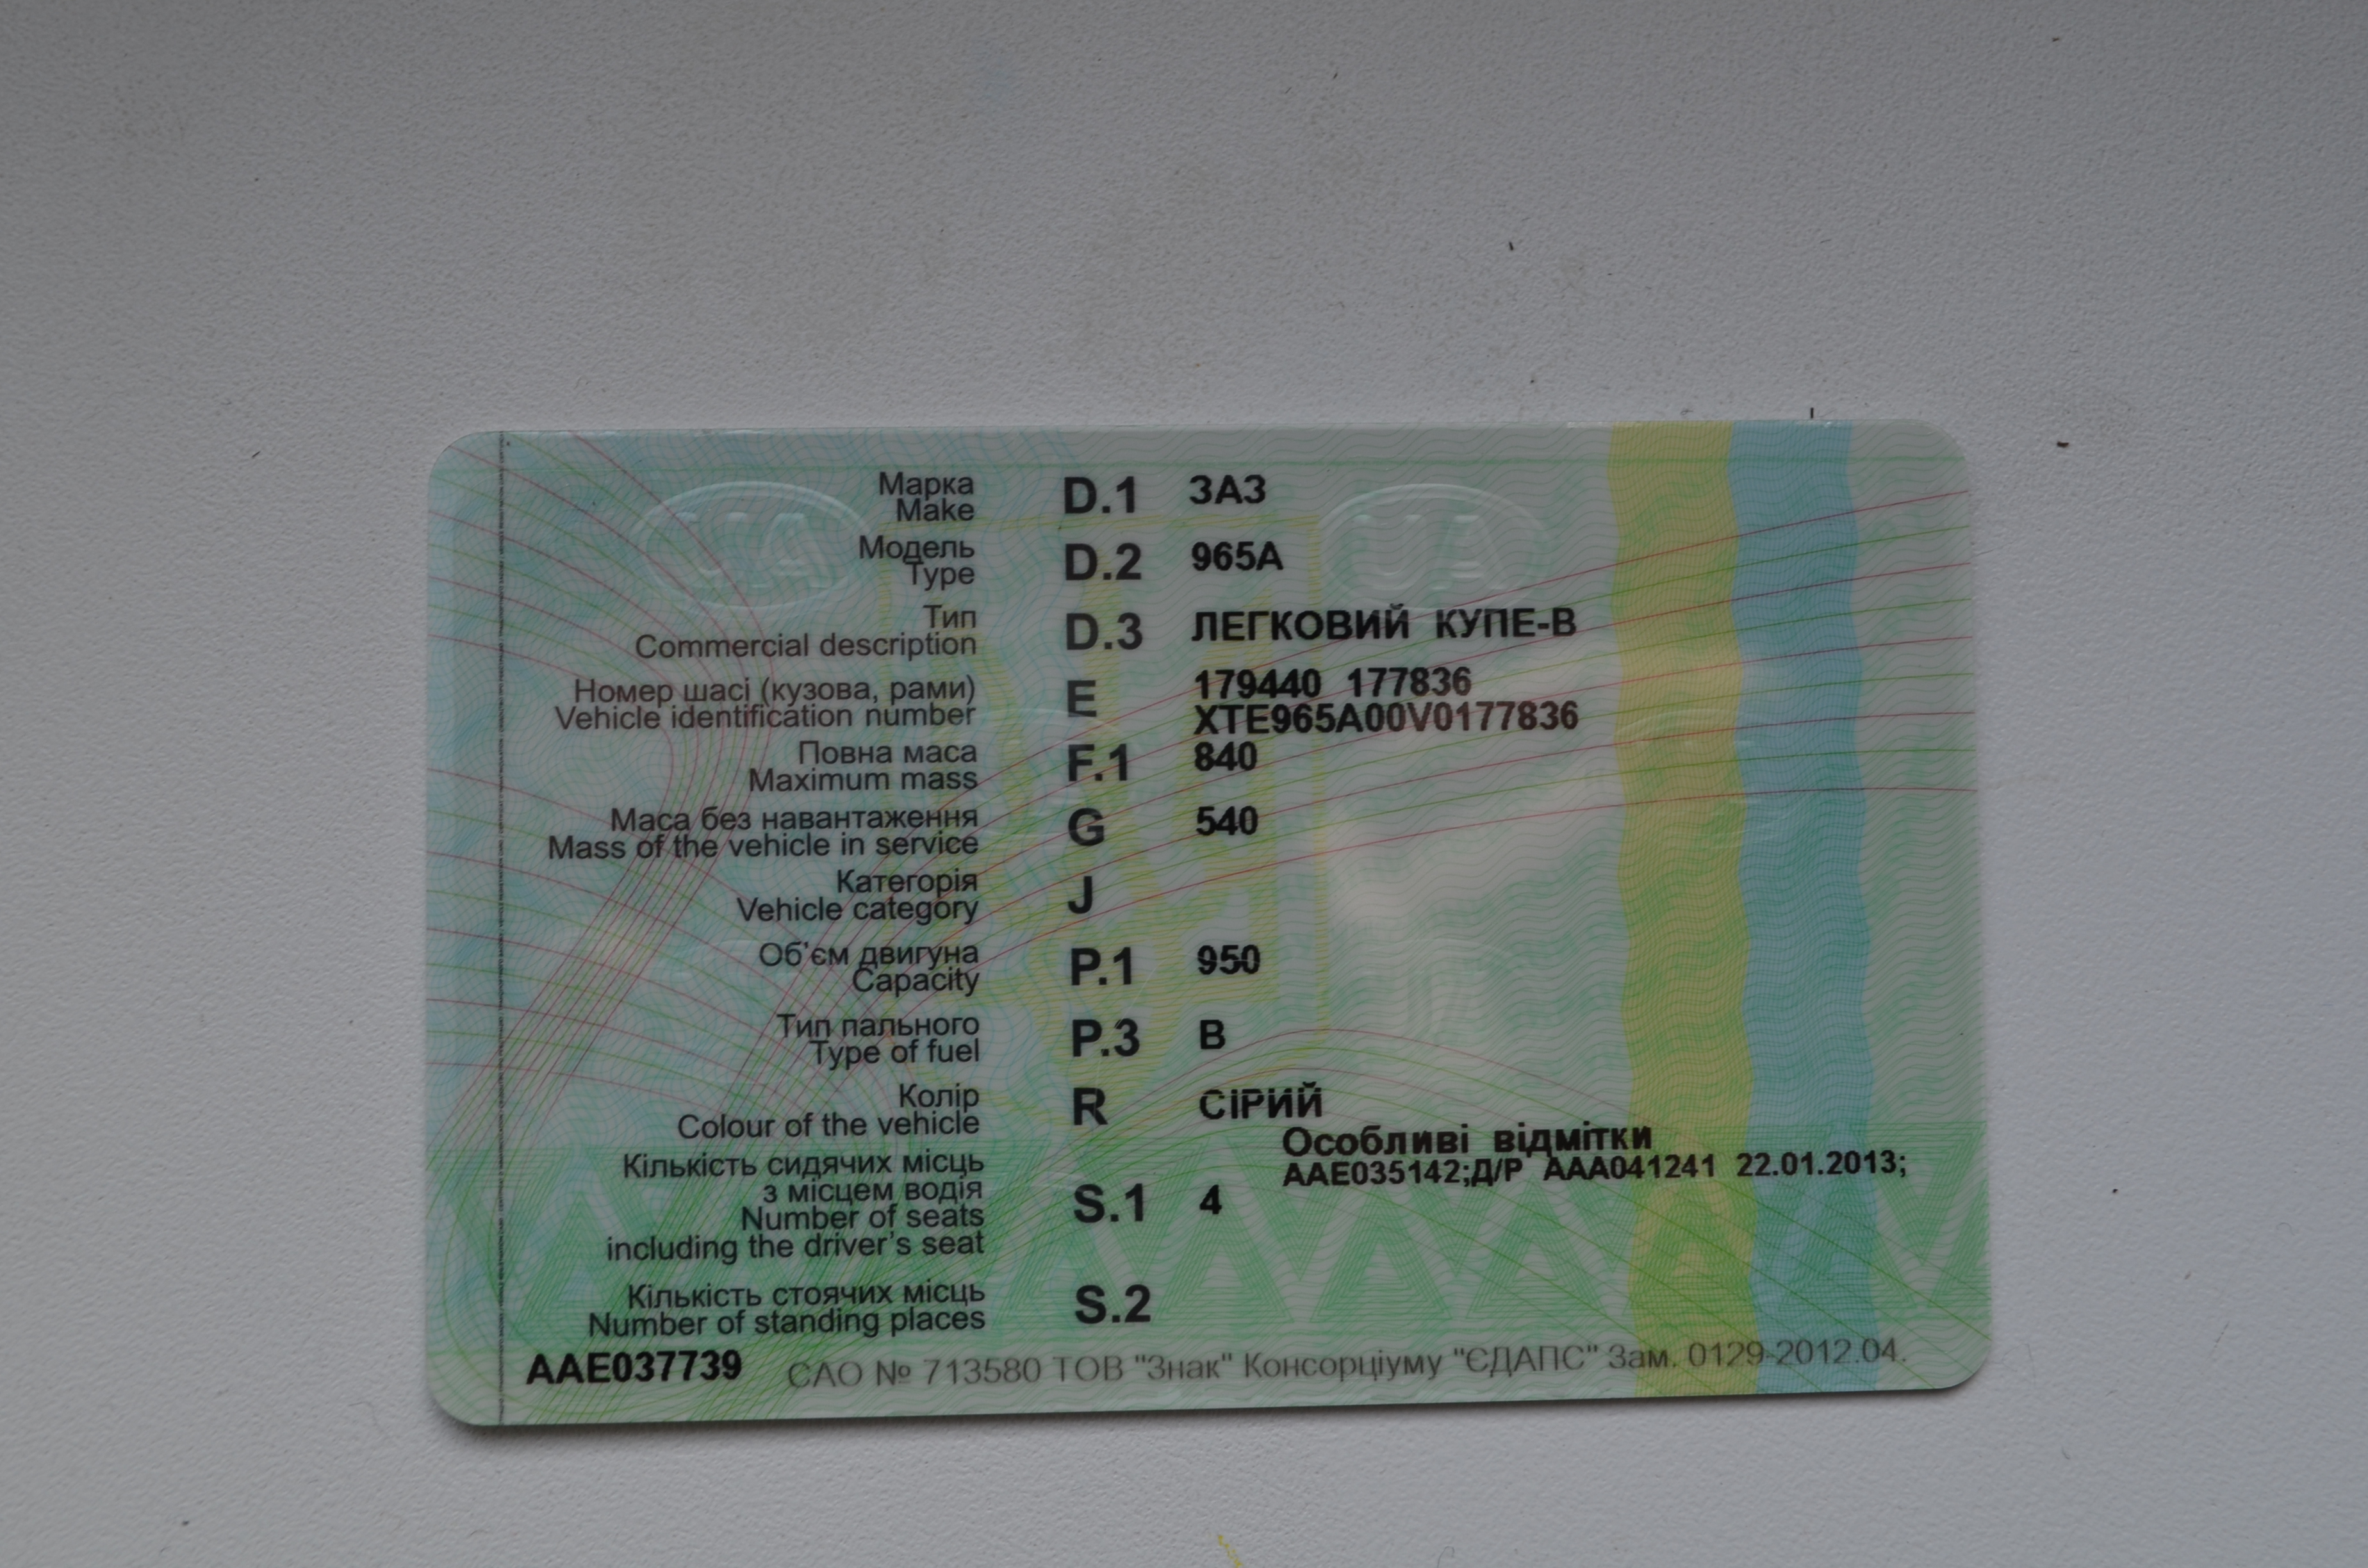 Марка
Make
D.1 ЗАЗ
Модель
Type
D.2 965А
Тип
Commercial description
D.3 ЛЕГКОВИЙ КУПЕ-В
Номер шасі (кузова, рами)
Vehicle identification number
E 179440 177836
XTE965A00V0177836
Повна маса
Maximum mass
F.1 840
Маса без навантаження
Mass of the vehicle in service
G 540
Категорія
Vehicle category
J
Об'єм двигуна
Capacity
P.1 950
Тип пального
Type of fuel
P.3 В
Колір
Colour of the vehicle
R СІРИЙ
Особливі відмітки
ААЕ035142;Д/Р ААА041241 22.01.2013;
Кількість сидячих місць
з місцем водія
Number of seats
including the driver's seat
S.1 4
Кількість стоячих місць
Number of standing places
S.2
ААЕ037739 САО № 713580 ТОВ "Знак" Консорціуму "ЄДАПС" Зам. 0129-2012.04.
UA UA